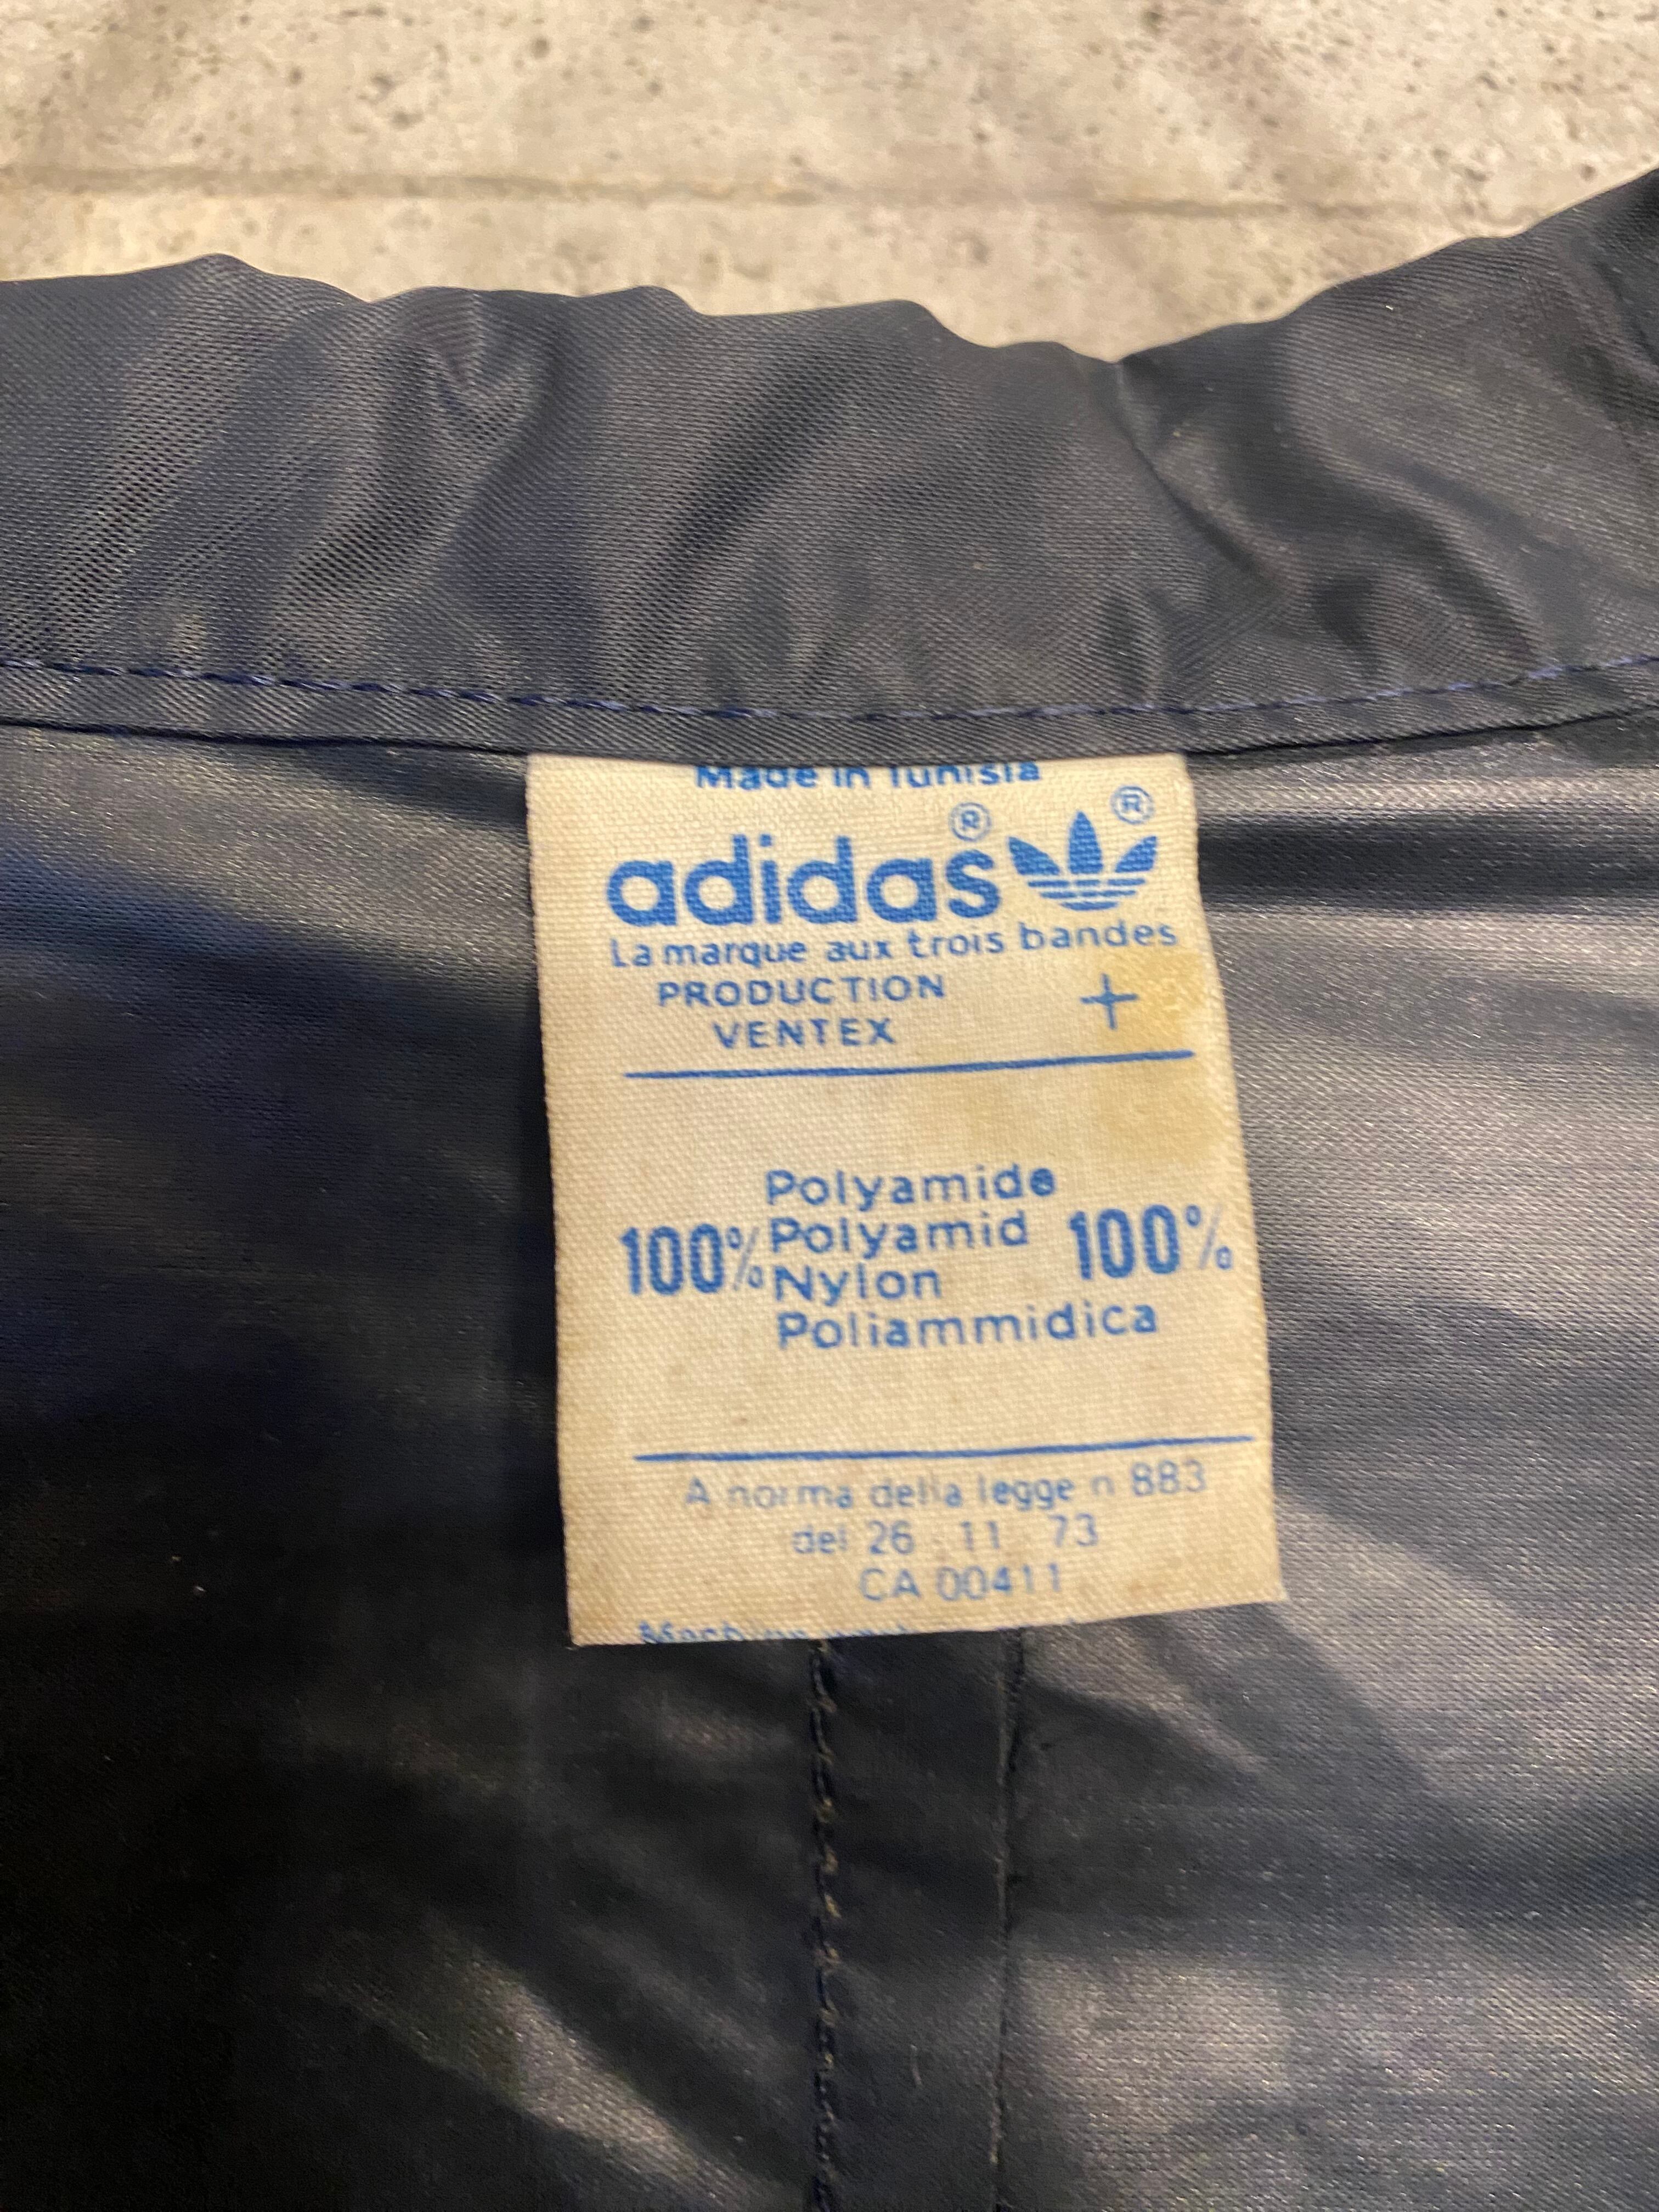 Made in Tunisia
adidas ® ®
La marque aux trois bandes
PRODUCTION +
VENTEX
Polyamide
100% Polyamid 100%
Nylon
Poliammidica
A norma della legge n 883
del 26 · 11 · 73
CA 00411